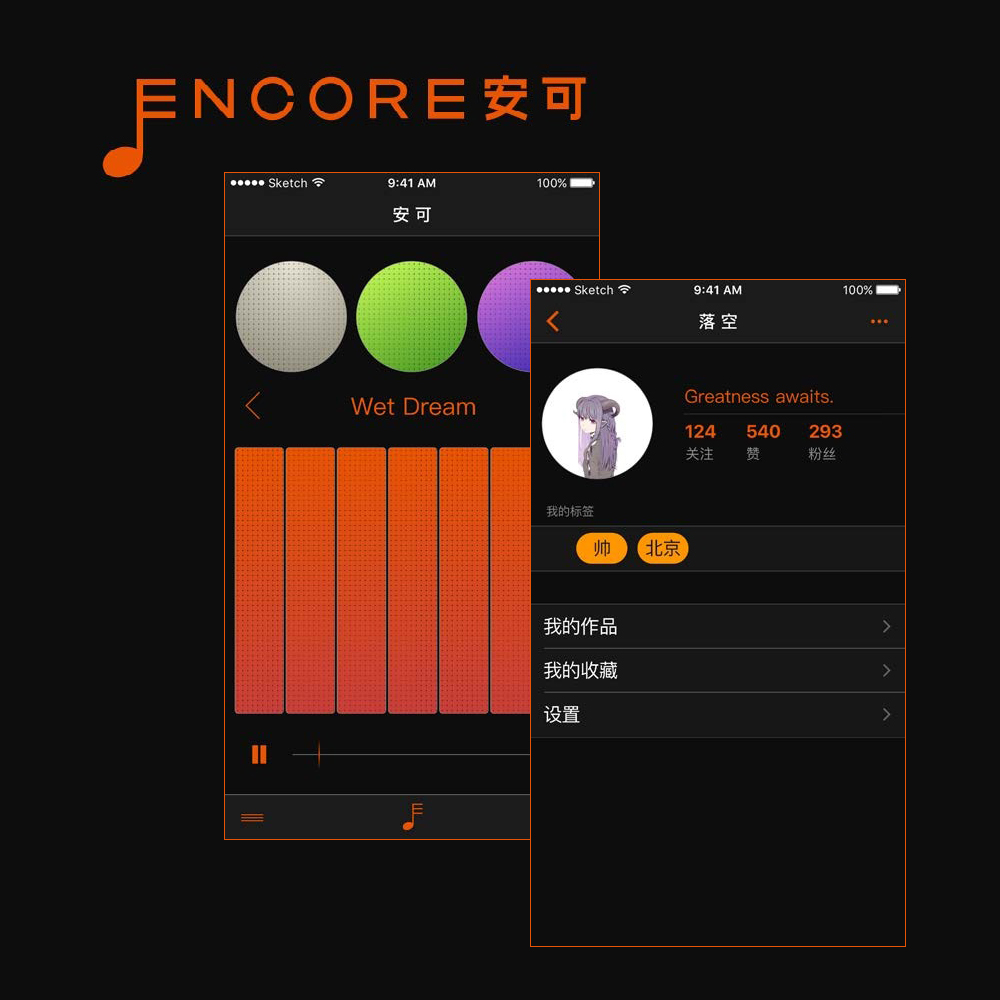 ENCORE安可
Sketch 9:41 AM 100%
安可
Wet Dream
Sketch 9:41 AM 100%
落空
Greatness awaits.
124 540 293
关注 赞 粉丝
我的标签
帅 北京
我的作品
我的收藏
设置